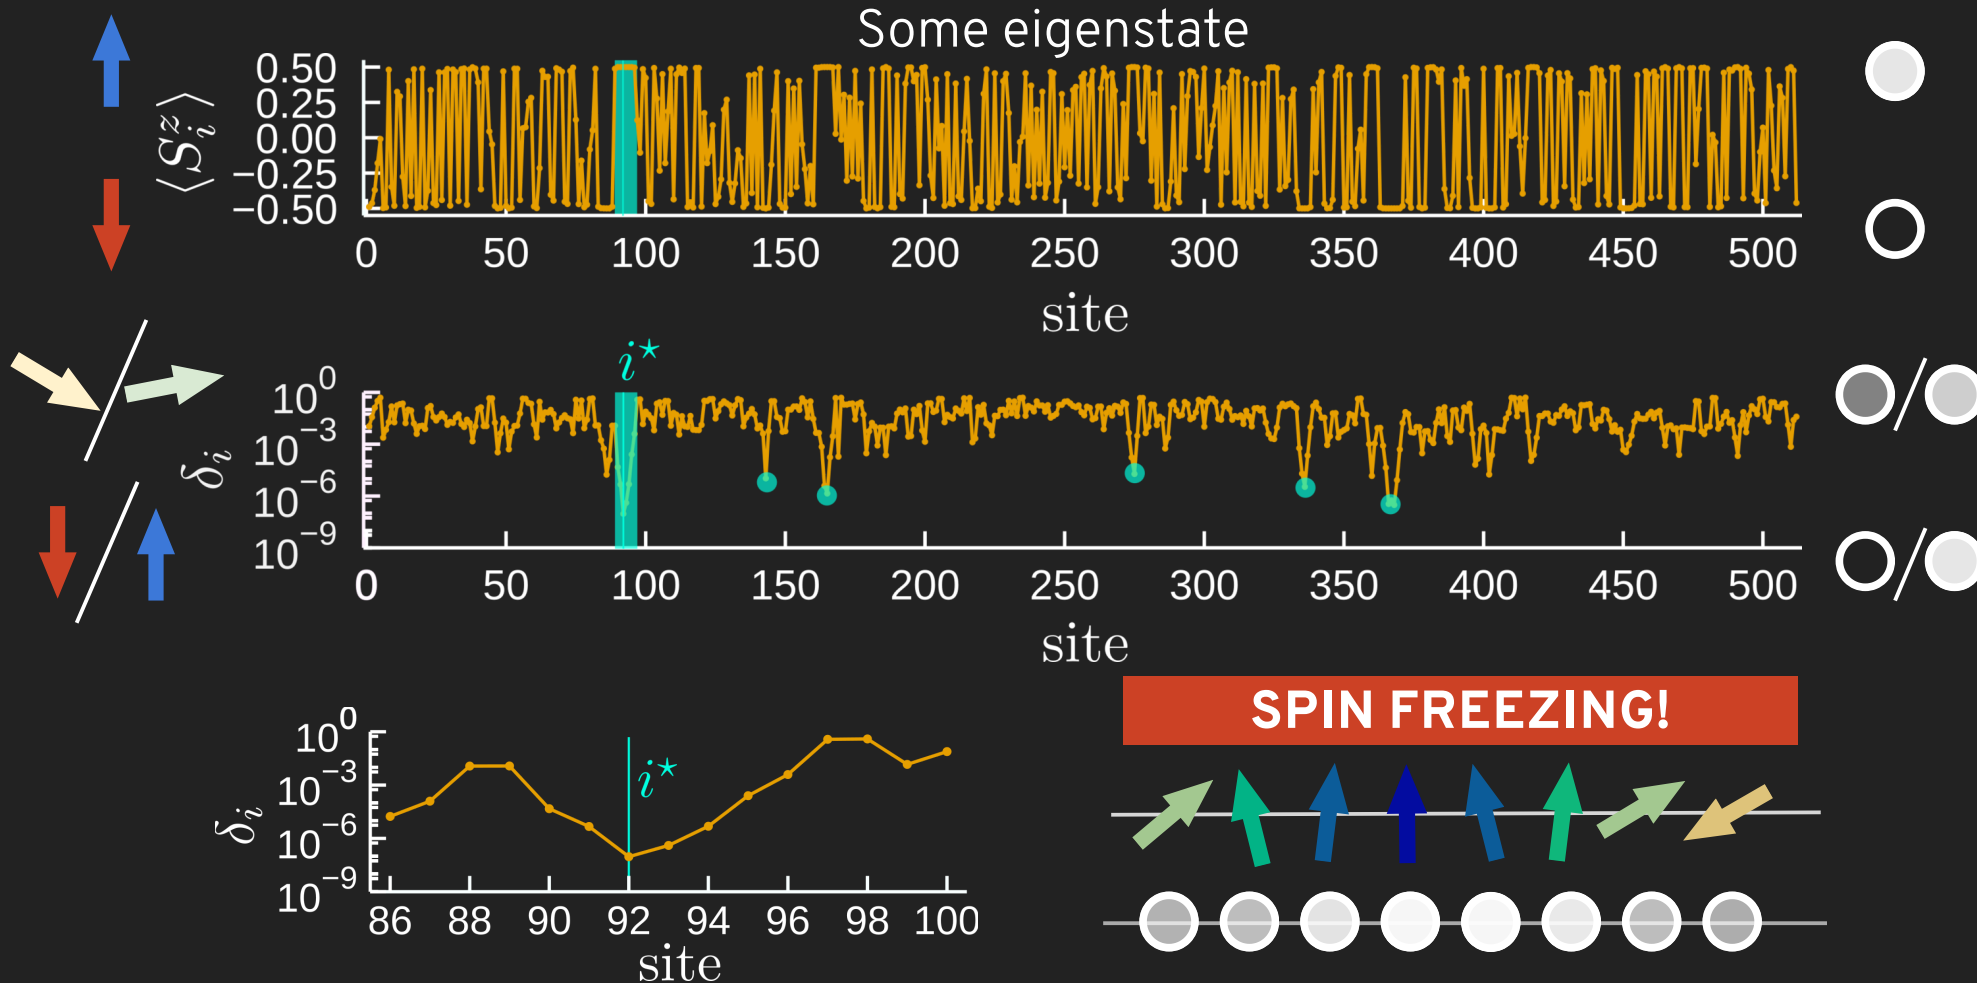 Some eigenstate
0.50
0.25
0.00
−0.25
−0.50
⟨S_i^z⟩
0 50 100 150 200 250 300 350 400 450 500
site
i*
10^0
10^−3
10^−6
10^−9
δ_i
0 50 100 150 200 250 300 350 400 450 500
site
10^0
10^−3
10^−6
10^−9
δ_i
i*
86 88 90 92 94 96 98 100
site
SPIN FREEZING!